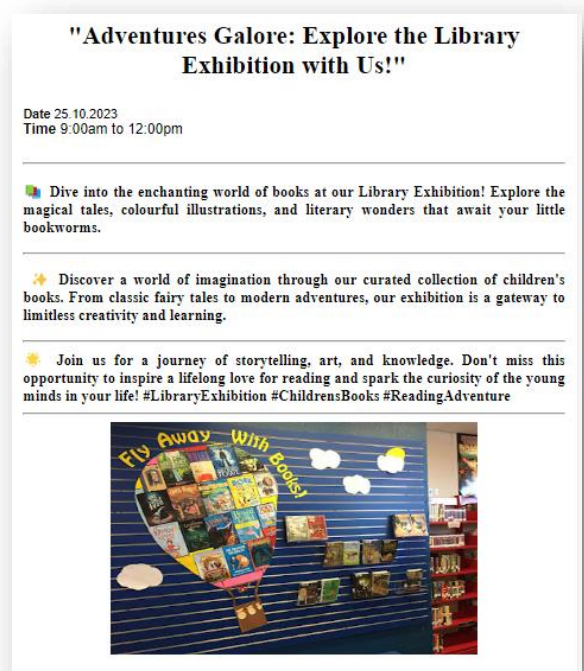 "Adventures Galore: Explore the Library
Exhibition with Us!"
Date 25.10.2023
Time 9:00am to 12:00pm
Dive into the enchanting world of books at our Library Exhibition! Explore the
magical tales, colourful illustrations, and literary wonders that await your little
bookworms.
Discover a world of imagination through our curated collection of children's
books. From classic fairy tales to modern adventures, our exhibition is a gateway to
limitless creativity and learning.
Join us for a journey of storytelling, art, and knowledge. Don't miss this
opportunity to inspire a lifelong love for reading and spark the curiosity of the young
minds in your life! #LibraryExhibition #ChildrensBooks #ReadingAdventure
Fly Away With Books!